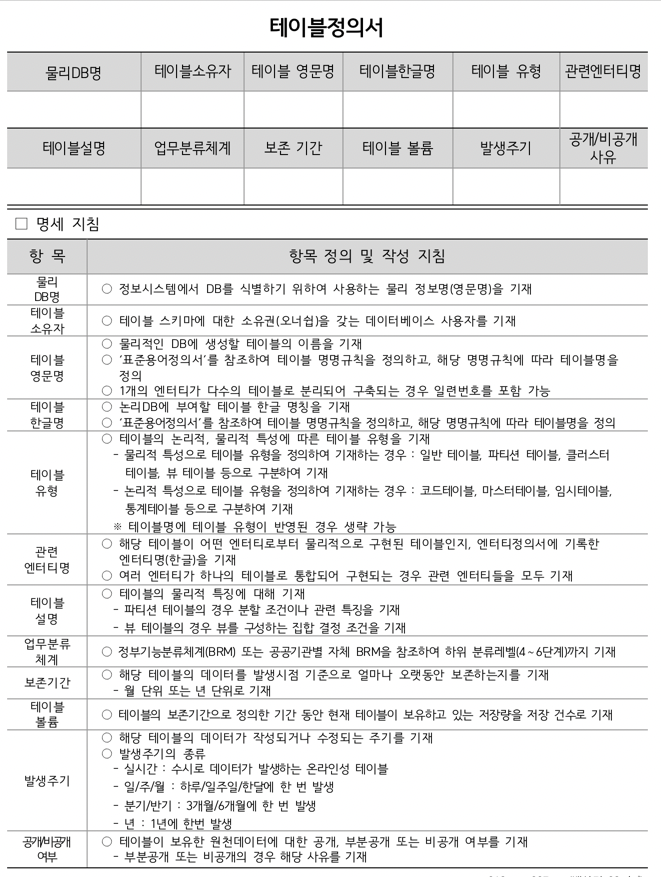 테이블정의서
물리DB명 테이블소유자 테이블 영문명 테이블한글명 테이블 유형 관련엔터티명
테이블설명 업무분류체계 보존 기간 테이블 볼륨 발생주기 공개/비공개
사유
□ 명세 지침
항 목 항목 정의 및 작성 지침
물리
DB명
○ 정보시스템에서 DB를 식별하기 위하여 사용하는 물리 정보명(영문명)을 기재
테이블
소유자
○ 테이블 스키마에 대한 소유권(오너쉽)을 갖는 데이터베이스 사용자를 기재
테이블
영문명
○ 물리적인 DB에 생성할 테이블의 이름을 기재
○ '표준용어정의서'를 참조하여 테이블 명명규칙을 정의하고, 해당 명명규칙에 따라 테이블명을
정의
○ 1개의 엔터티가 다수의 테이블로 분리되어 구축되는 경우 일련번호를 포함 가능
테이블
한글명
○ 논리DB에 부여할 테이블 한글 명칭을 기재
○ '표준용어정의서'를 참조하여 테이블 명명규칙을 정의하고, 해당 명명규칙에 따라 테이블명을 정의
테이블
유형
○ 테이블의 논리적, 물리적 특성에 따른 테이블 유형을 기재
- 물리적 특성으로 테이블 유형을 정의하여 기재하는 경우 : 일반 테이블, 파티션 테이블, 클러스터
테이블, 뷰 테이블 등으로 구분하여 기재
- 논리적 특성으로 테이블 유형을 정의하여 기재하는 경우 : 코드테이블, 마스터테이블, 임시테이블,
통계테이블 등으로 구분하여 기재
※ 테이블명에 테이블 유형이 반영된 경우 생략 가능
관련
엔터티명
○ 해당 테이블이 어떤 엔터티로부터 물리적으로 구현된 테이블인지, 엔터티정의서에 기록한
엔터티명(한글)을 기재
○ 여러 엔터티가 하나의 테이블로 통합되어 구현되는 경우 관련 엔터티들을 모두 기재
테이블
설명
○ 테이블의 물리적 특징에 대해 기재
- 파티션 테이블의 경우 분할 조건이나 관련 특징을 기재
- 뷰 테이블의 경우 뷰를 구성하는 집합 결정 조건을 기재
업무분류
체계
○ 정부기능분류체계(BRM) 또는 공공기관별 자체 BRM을 참조하여 하위 분류레벨(4~6단계)까지 기재
보존기간
○ 해당 테이블의 데이터를 발생시점 기준으로 얼마나 오랫동안 보존하는지를 기재
- 월 단위 또는 년 단위로 기재
테이블
볼륨
○ 테이블의 보존기간으로 정의한 기간 동안 현재 테이블이 보유하고 있는 저장량을 저장 건수로 기재
발생주기
○ 해당 테이블의 데이터가 작성되거나 수정되는 주기를 기재
○ 발생주기의 종류
- 실시간 : 수시로 데이터가 발생하는 온라인성 테이블
- 일/주/월 : 하루/일주일/한달에 한 번 발생
- 분기/반기 : 3개월/6개월에 한 번 발생
- 년 : 1년에 한번 발생
공개/비공개
여부
○ 테이블이 보유한 원천데이터에 대한 공개, 부분공개 또는 비공개 여부를 기재
- 부분공개 또는 비공개의 경우 해당 사유를 기재